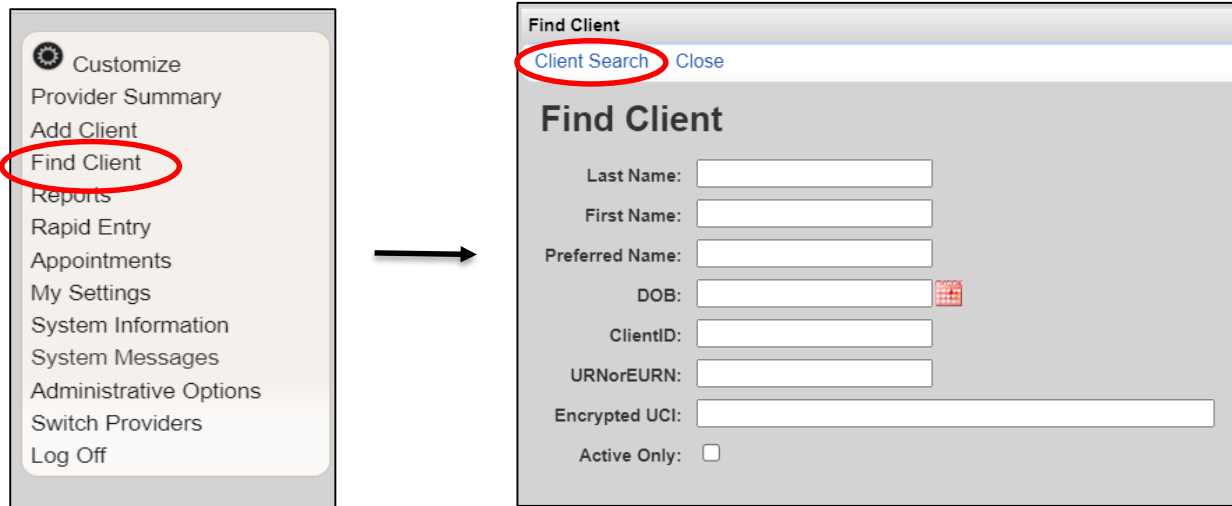 Customize
Provider Summary
Add Client
Find Client
Reports
Rapid Entry
Appointments
My Settings
System Information
System Messages
Administrative Options
Switch Providers
Log Off
Find Client
Client Search Close
Find Client
Last Name:
First Name:
Preferred Name:
DOB:
ClientID:
URNorEURN:
Encrypted UCI:
Active Only: